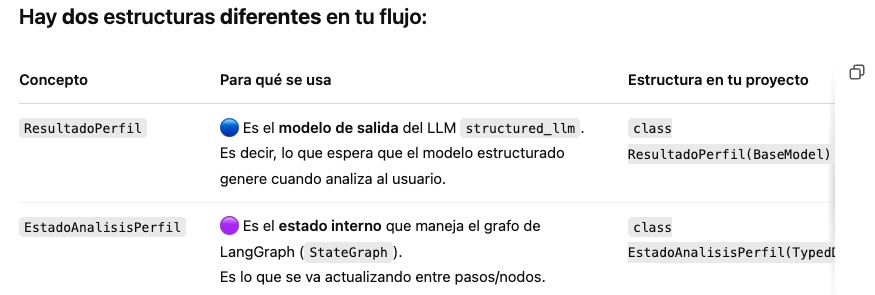 Hay dos estructuras diferentes en tu flujo:
Concepto Para qué se usa Estructura en tu proyecto
ResultadoPerfil 🔵 Es el modelo de salida del LLM structured_llm. class
Es decir, lo que espera que el modelo estructurado ResultadoPerfil(BaseModel)
genere cuando analiza al usuario.
EstadoAnalisisPerfil 🟣 Es el estado interno que maneja el grafo de class
LangGraph (StateGraph). EstadoAnalisisPerfil(Typed
Es lo que se va actualizando entre pasos/nodos.